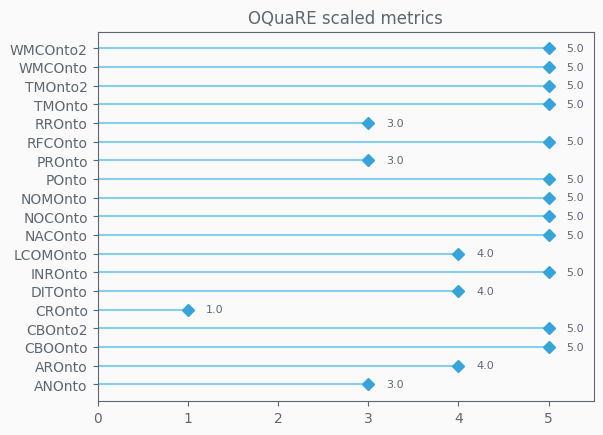 OQuaRE scaled metrics
WMCOnto2 5.0
WMCOnto 5.0
TMOnto2 5.0
TMOnto 5.0
RROnto 3.0
RFCOnto 5.0
PROnto 3.0
POnto 5.0
NOMOnto 5.0
NOCOnto 5.0
NACOnto 5.0
LCOMOnto 4.0
INROnto 5.0
DITOnto 4.0
CROnto 1.0
CBOnto2 5.0
CBOOnto 5.0
AROnto 4.0
ANOnto 3.0
0 1 2 3 4 5